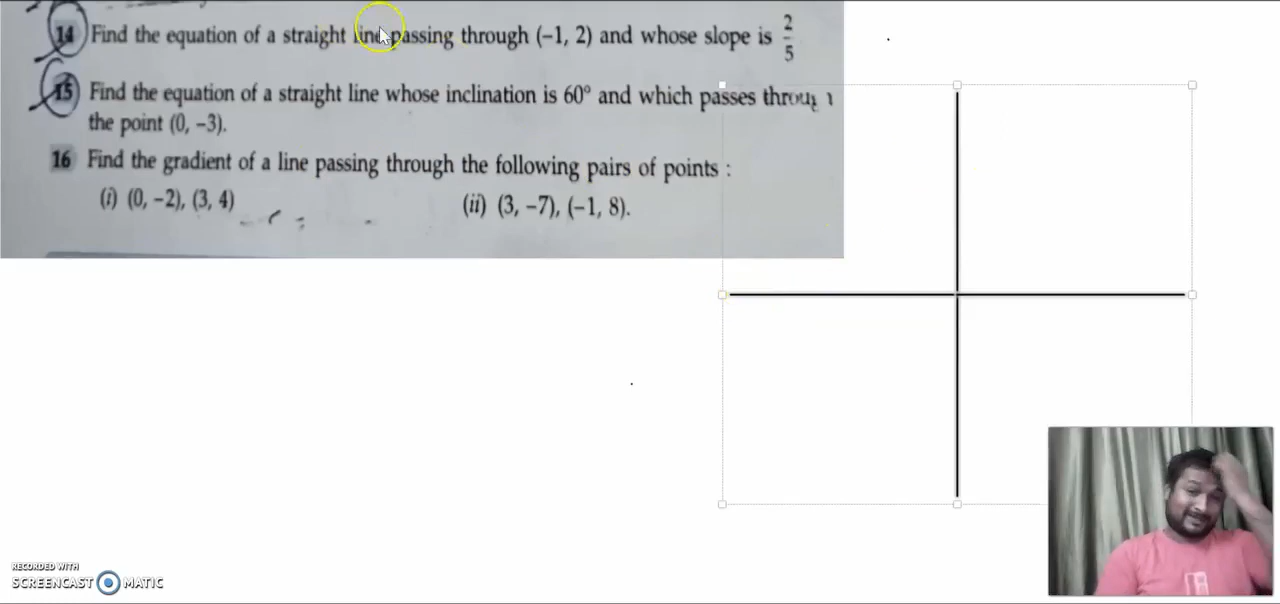 14 Find the equation of a straight line passing through (−1, 2) and whose slope is 2/5
15 Find the equation of a straight line whose inclination is 60° and which passes
the point (0, −3).
16 Find the gradient of a line passing through the following pairs of points :
(i) (0, −2), (3, 4) (ii) (3, −7), (−1, 8).
RECORDED WITH
SCREENCAST MATIC